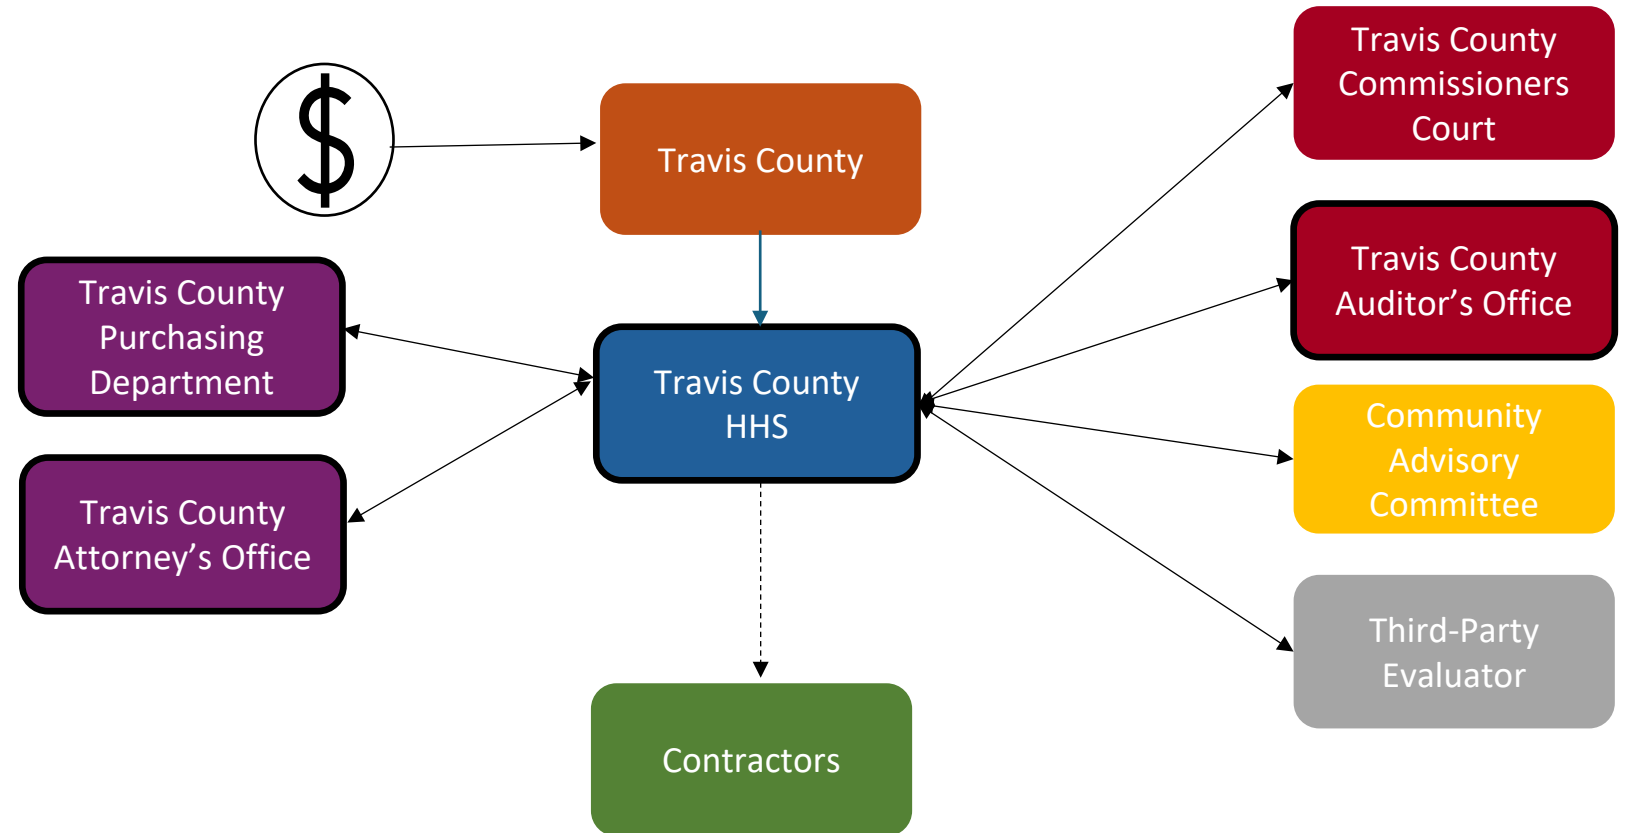 $
Travis County
Travis County
Purchasing
Department
Travis County
Attorney’s Office
Travis County
HHS
Contractors
Travis County
Commissioners
Court
Travis County
Auditor’s Office
Community
Advisory
Committee
Third-Party
Evaluator